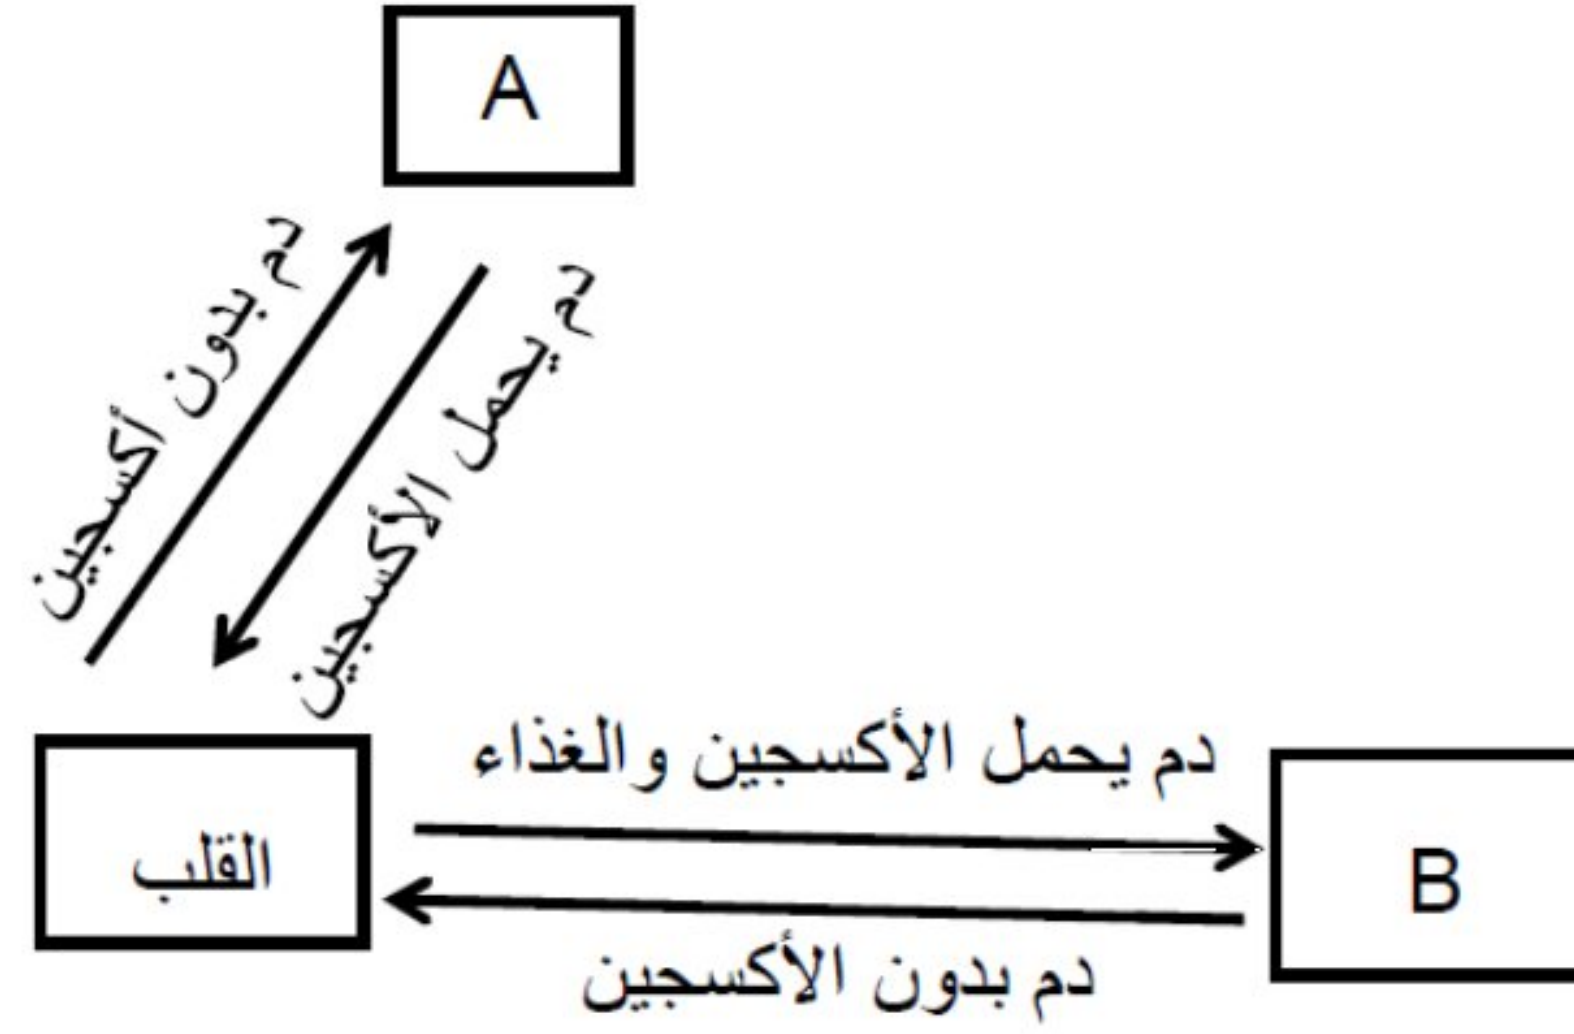 A
دم بدون أكسجين
دم يحمل الأكسجين
دم يحمل الأكسجين والغذاء
القلب
B
دم بدون الأكسجين